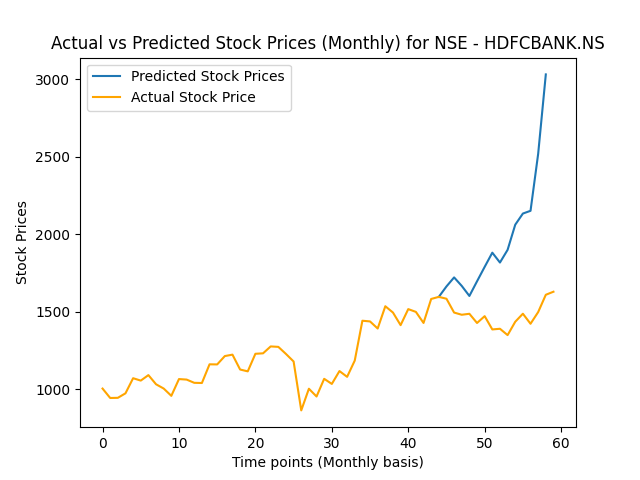 Actual vs Predicted Stock Prices (Monthly) for NSE - HDFCBANK.NS
Predicted Stock Prices
Actual Stock Price
3000
2500
2000
1500
1000
Stock Prices
0 10 20 30 40 50 60
Time points (Monthly basis)